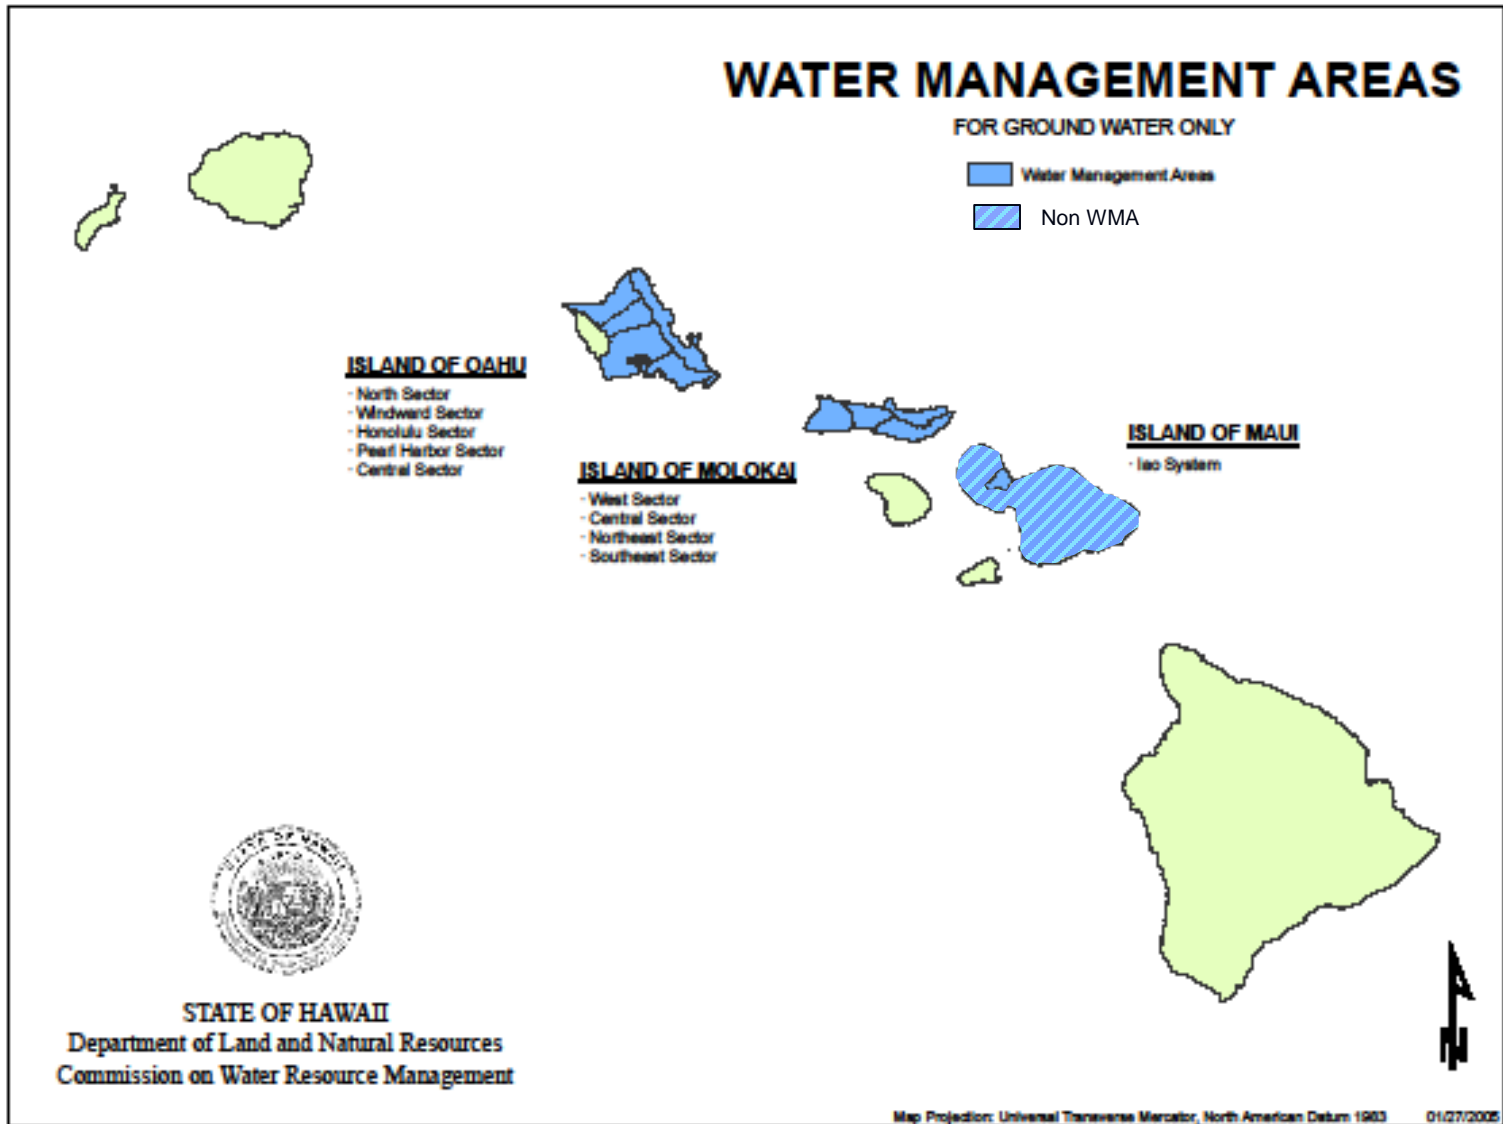 WATER MANAGEMENT AREAS
FOR GROUND WATER ONLY
Water Management Areas
Non WMA
ISLAND OF OAHU
- North Sector
- Windward Sector
- Honolulu Sector
- Pearl Harbor Sector
- Central Sector
ISLAND OF MOLOKAI
- West Sector
- Central Sector
- Northeast Sector
- Southeast Sector
ISLAND OF MAUI
- Iao System
STATE OF HAWAII
STATE OF HAWAII
Department of Land and Natural Resources
Commission on Water Resource Management
N
Map Projection: Universal Transverse Mercator, North American Datum 1983
01/27/2005